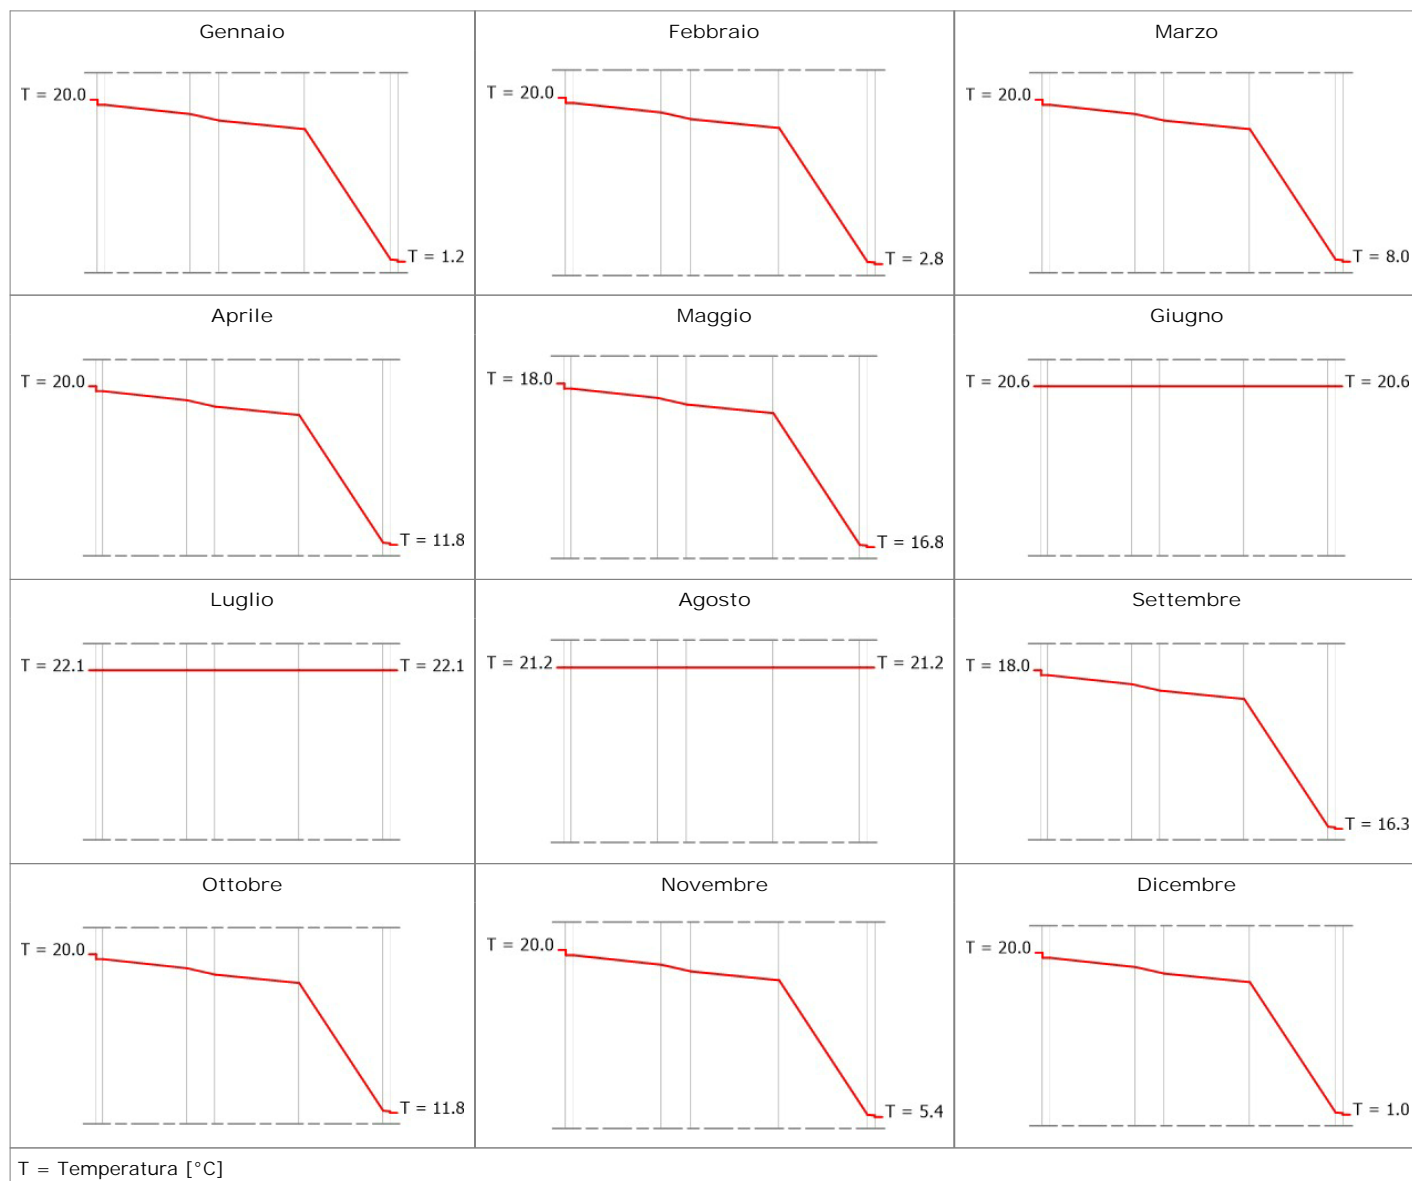 Gennaio
T = 20.0
T = 1.2
Febbraio
T = 20.0
T = 2.8
Marzo
T = 20.0
T = 8.0
Aprile
T = 20.0
T = 11.8
Maggio
T = 18.0
T = 16.8
Giugno
T = 20.6
T = 20.6
Luglio
T = 22.1
T = 22.1
Agosto
T = 21.2
T = 21.2
Settembre
T = 18.0
T = 16.3
Ottobre
T = 20.0
T = 11.8
Novembre
T = 20.0
T = 5.4
Dicembre
T = 20.0
T = 1.0
T = Temperatura [°C]